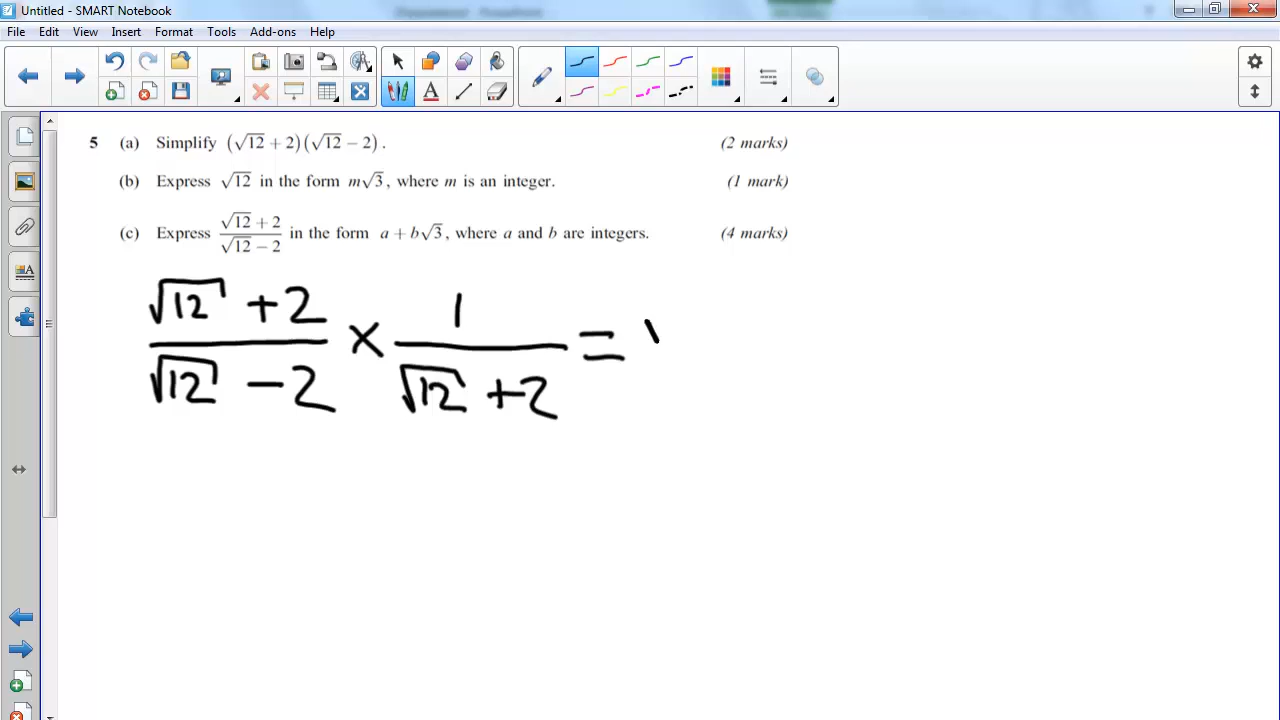 Untitled - SMART Notebook
File Edit View Insert Format Tools Add-ons Help
5 (a) Simplify (√12 + 2)(√12 − 2). (2 marks)
(b) Express √12 in the form m√3, where m is an integer. (1 mark)
(c) Express (√12 + 2)/(√12 − 2) in the form a + b√3, where a and b are integers. (4 marks)
√12 + 2 1
× =
√12 − 2 √12 + 2